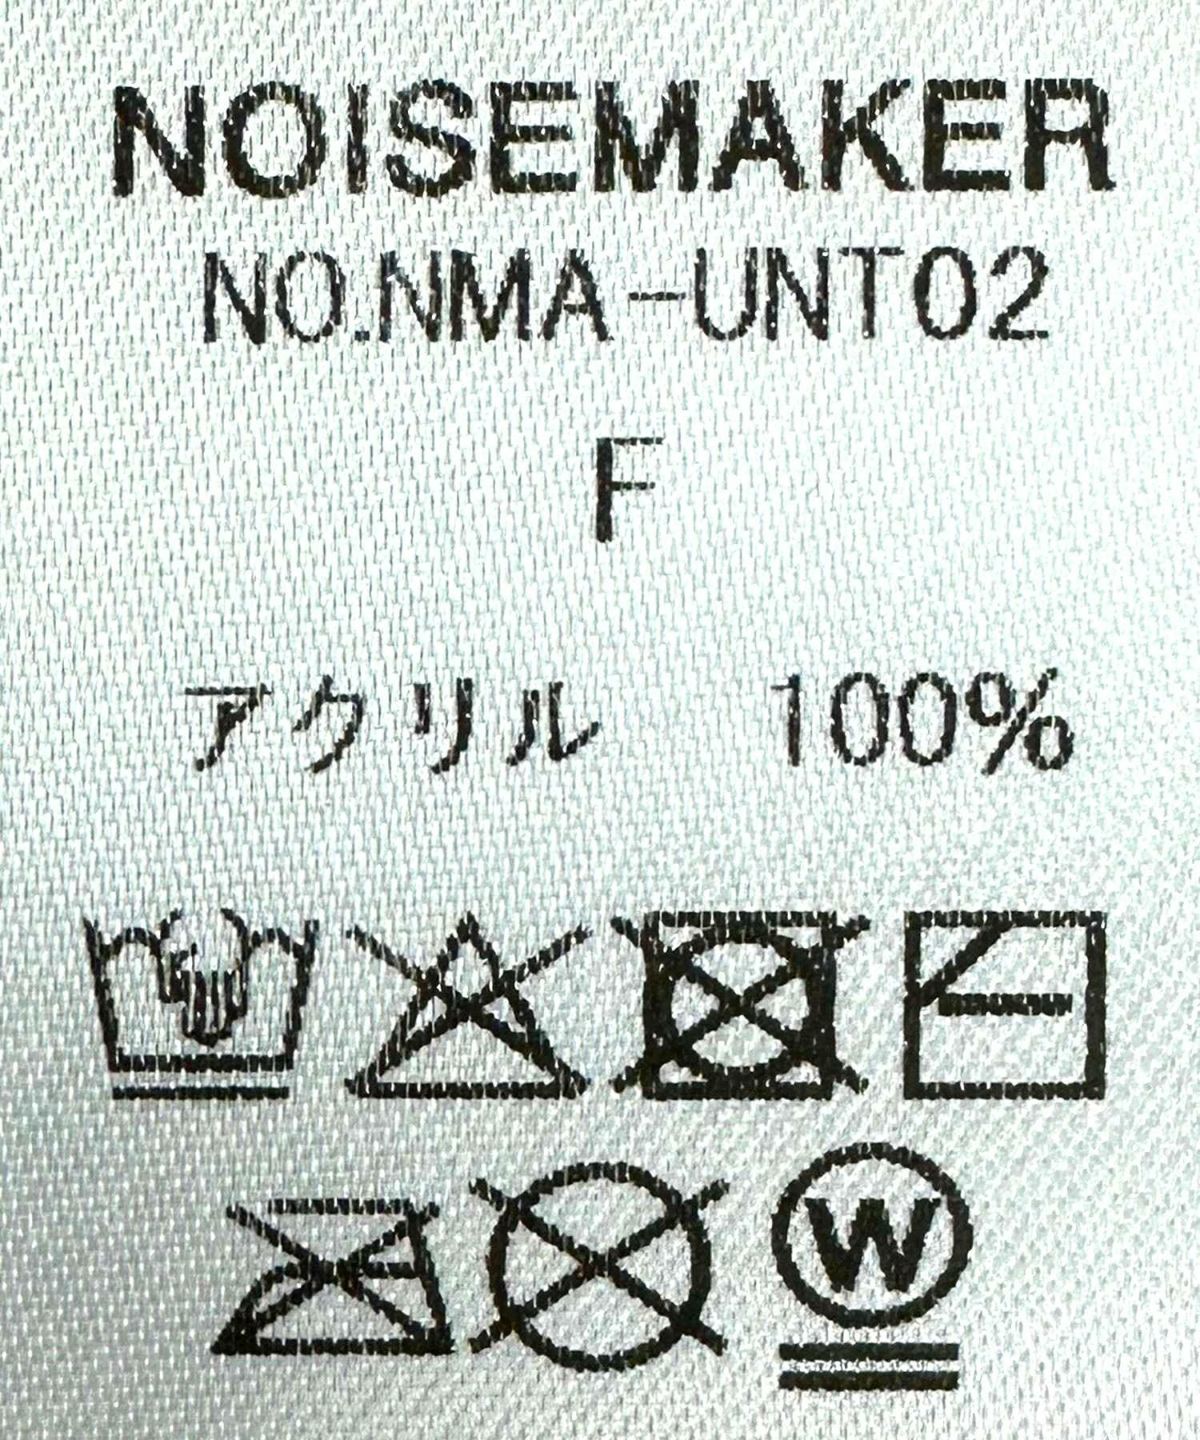 NOISEMAKER
NO.NMA-UNT02
F
アクリル 100%
W